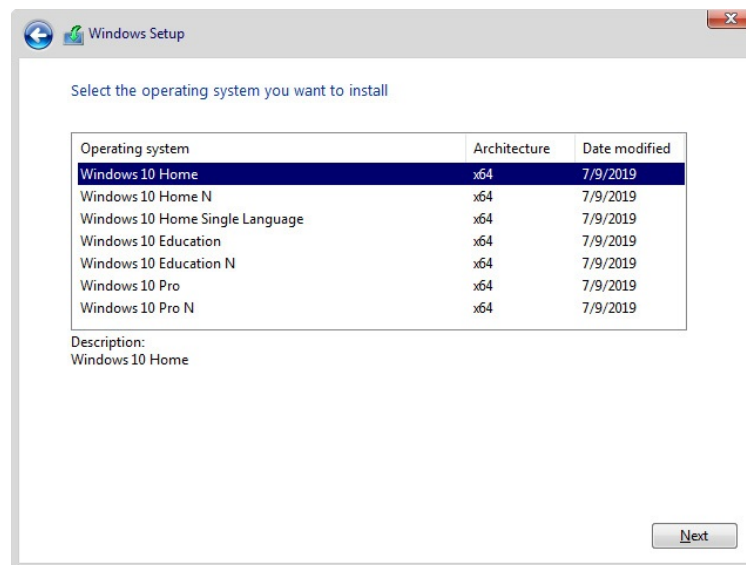 Windows Setup
Select the operating system you want to install
Operating system Architecture Date modified
Windows 10 Home x64 7/9/2019
Windows 10 Home N x64 7/9/2019
Windows 10 Home Single Language x64 7/9/2019
Windows 10 Education x64 7/9/2019
Windows 10 Education N x64 7/9/2019
Windows 10 Pro x64 7/9/2019
Windows 10 Pro N x64 7/9/2019
Description:
Windows 10 Home
Next